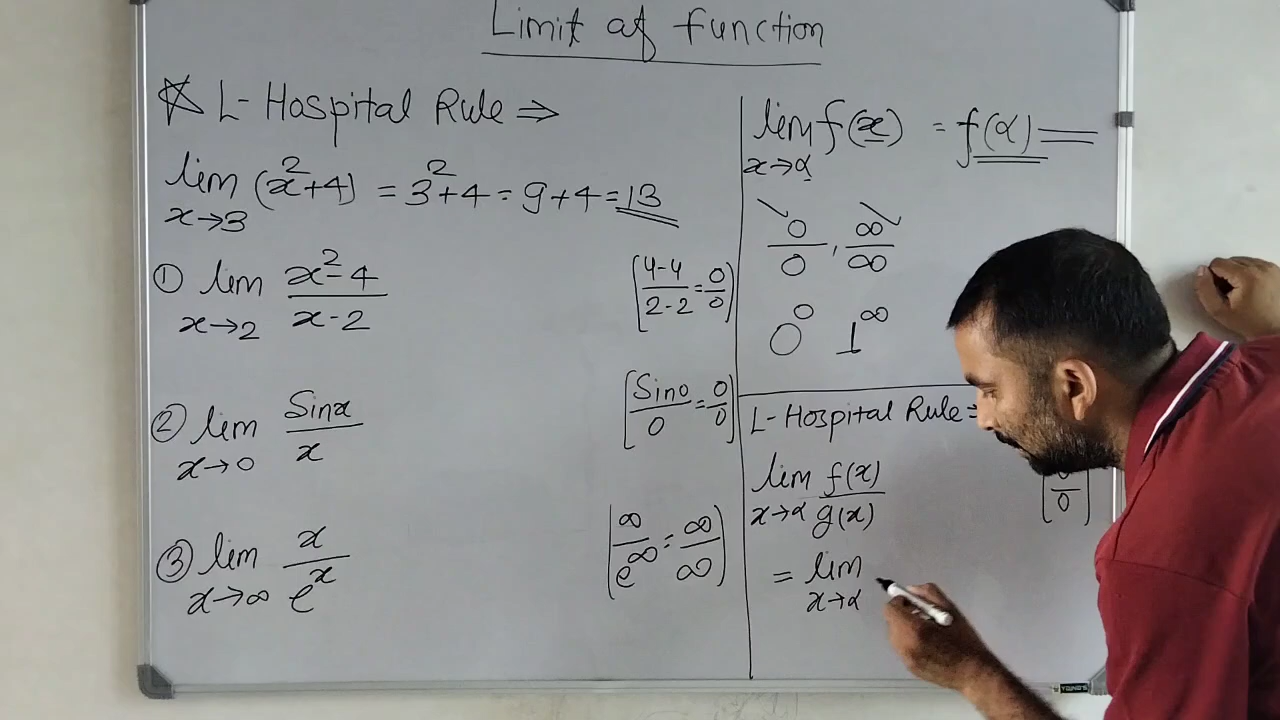 Limit of function
L-Hospital Rule ⇒
lim x→3 (x²+4) = 3²+4 = 9+4 = 13
① lim x→2 (x²-4)/(x-2) [(4-4)/(2-2) = 0/0)
② lim x→0 Sinx/x [Sin0/0 = 0/0]
③ lim x→∞ x/e^x [∞/e^∞ = ∞/∞)
lim x→α f(x) = f(α)
0/0 , ∞/∞
0^0 1^∞
L-Hospital Rule ⇒
lim x→α f(x)/g(x)
= lim x→α
YOUNG'S